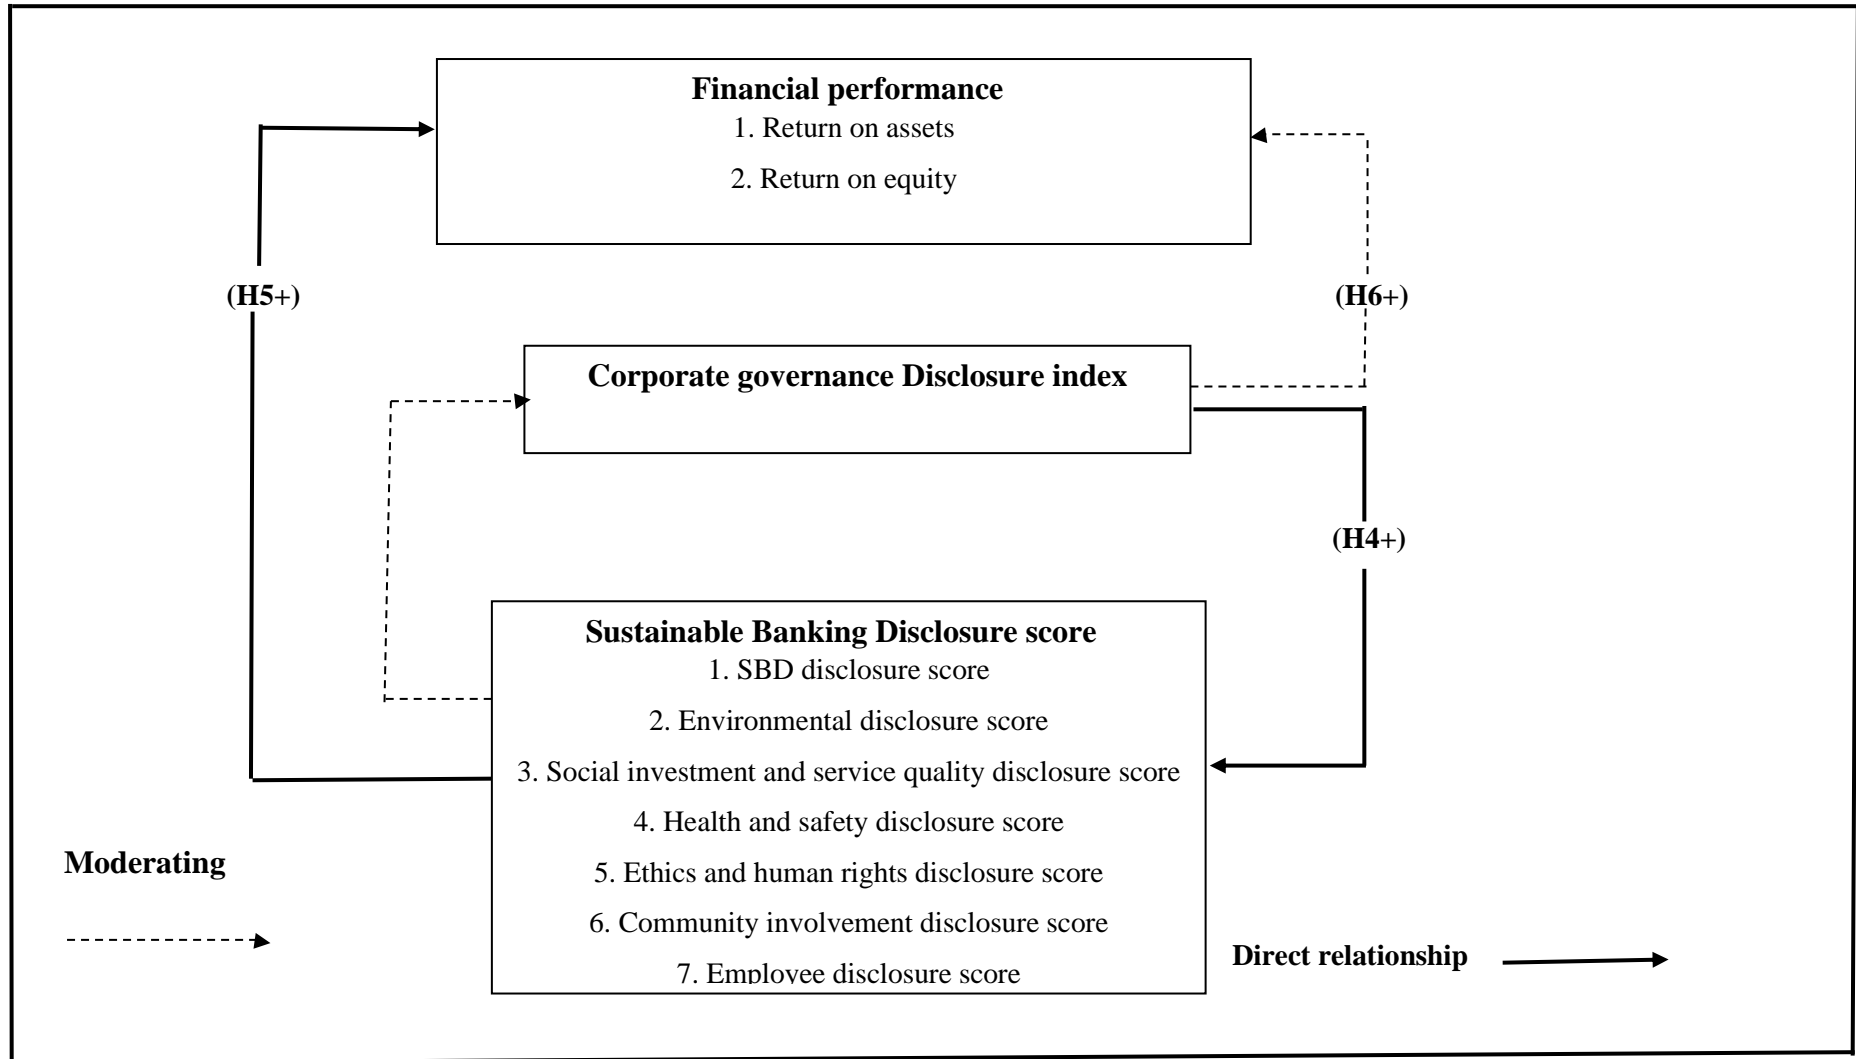 Financial performance
1. Return on assets
2. Return on equity
(H5+)
(H6+)
Corporate governance Disclosure index
(H4+)
Sustainable Banking Disclosure score
1. SBD disclosure score
2. Environmental disclosure score
3. Social investment and service quality disclosure score
4. Health and safety disclosure score
5. Ethics and human rights disclosure score
6. Community involvement disclosure score
7. Employee disclosure score
Moderating
Direct relationship